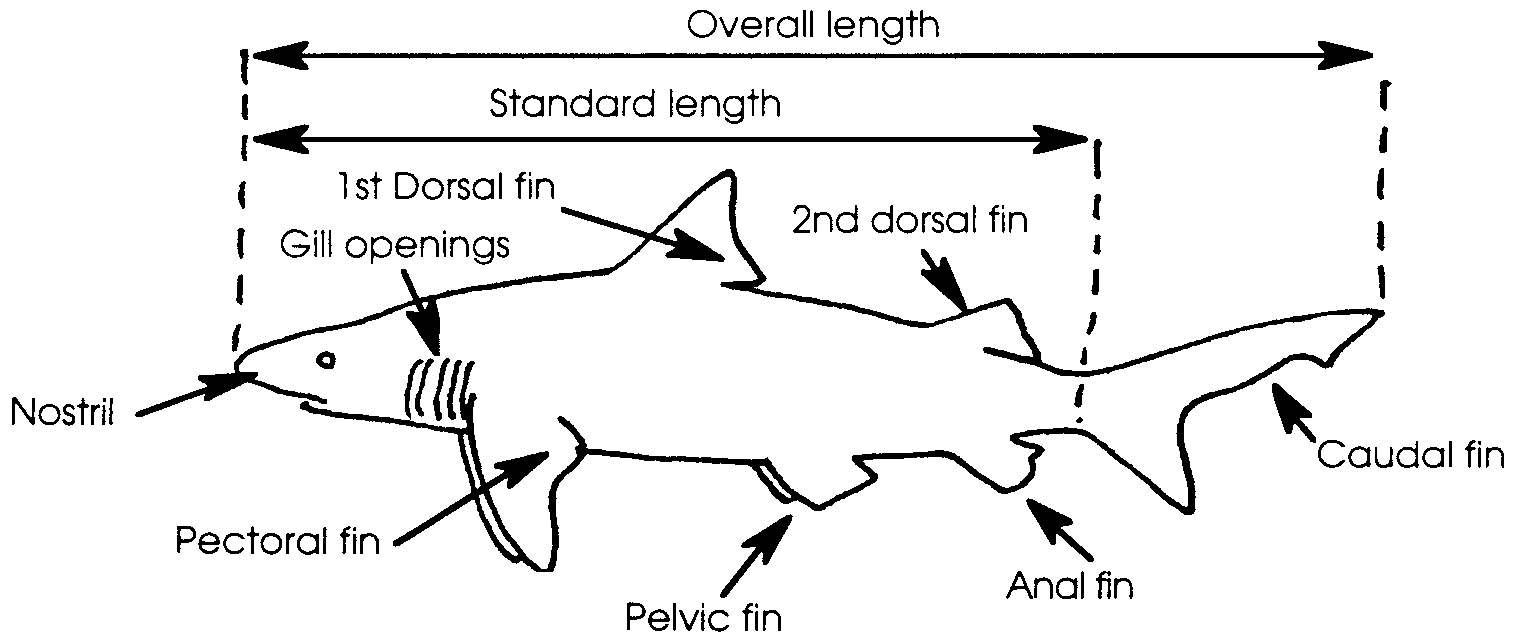 Overall length
Standard length
1st Dorsal fin
2nd dorsal fin
Gill openings
Nostril
Caudal fin
Pectoral fin
Anal fin
Pelvic fin